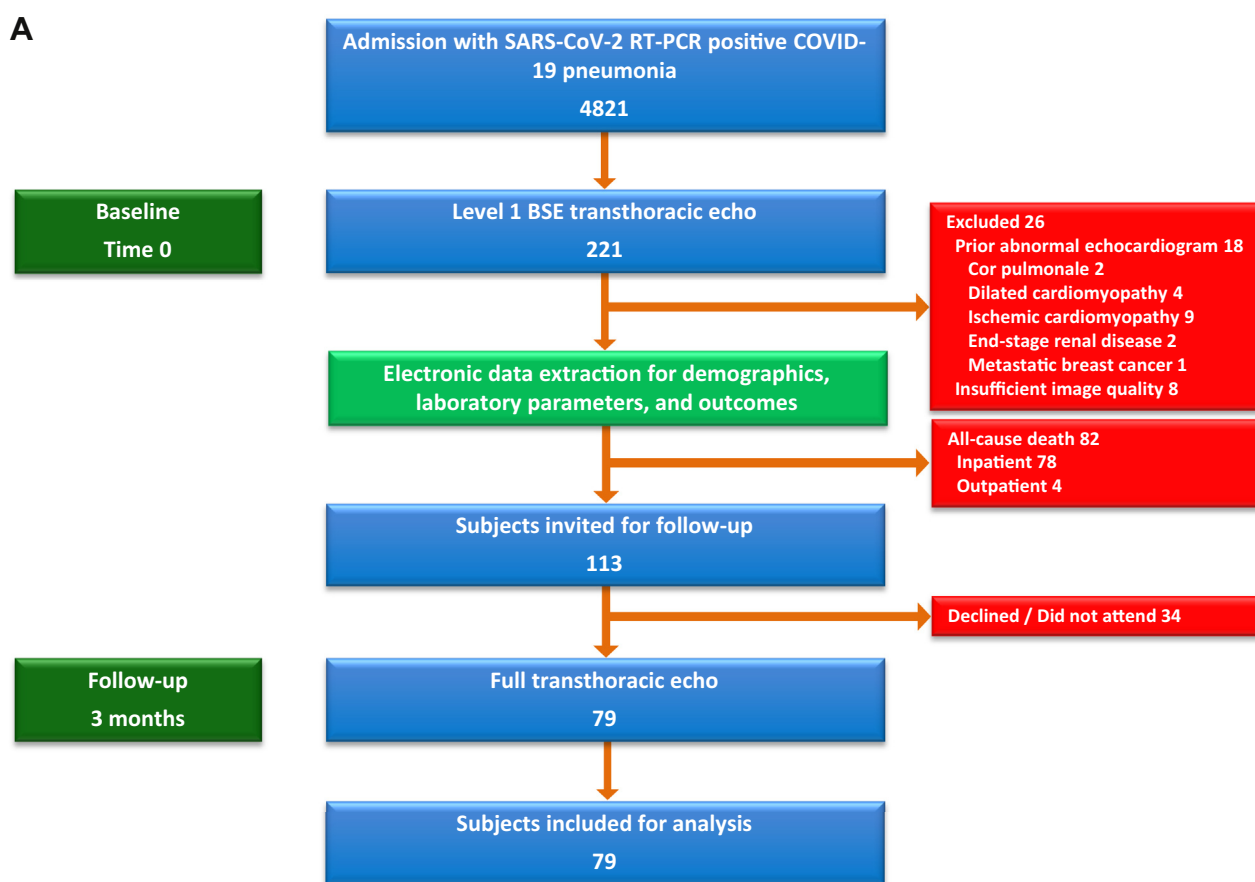 A
Admission with SARS-CoV-2 RT-PCR positive COVID-
19 pneumonia
4821
Baseline
Time 0
Level 1 BSE transthoracic echo
221
Excluded 26
Prior abnormal echocardiogram 18
Cor pulmonale 2
Dilated cardiomyopathy 4
Ischemic cardiomyopathy 9
End-stage renal disease 2
Metastatic breast cancer 1
Insufficient image quality 8
Electronic data extraction for demographics,
laboratory parameters, and outcomes
All-cause death 82
Inpatient 78
Outpatient 4
Subjects invited for follow-up
113
Declined / Did not attend 34
Follow-up
3 months
Full transthoracic echo
79
Subjects included for analysis
79